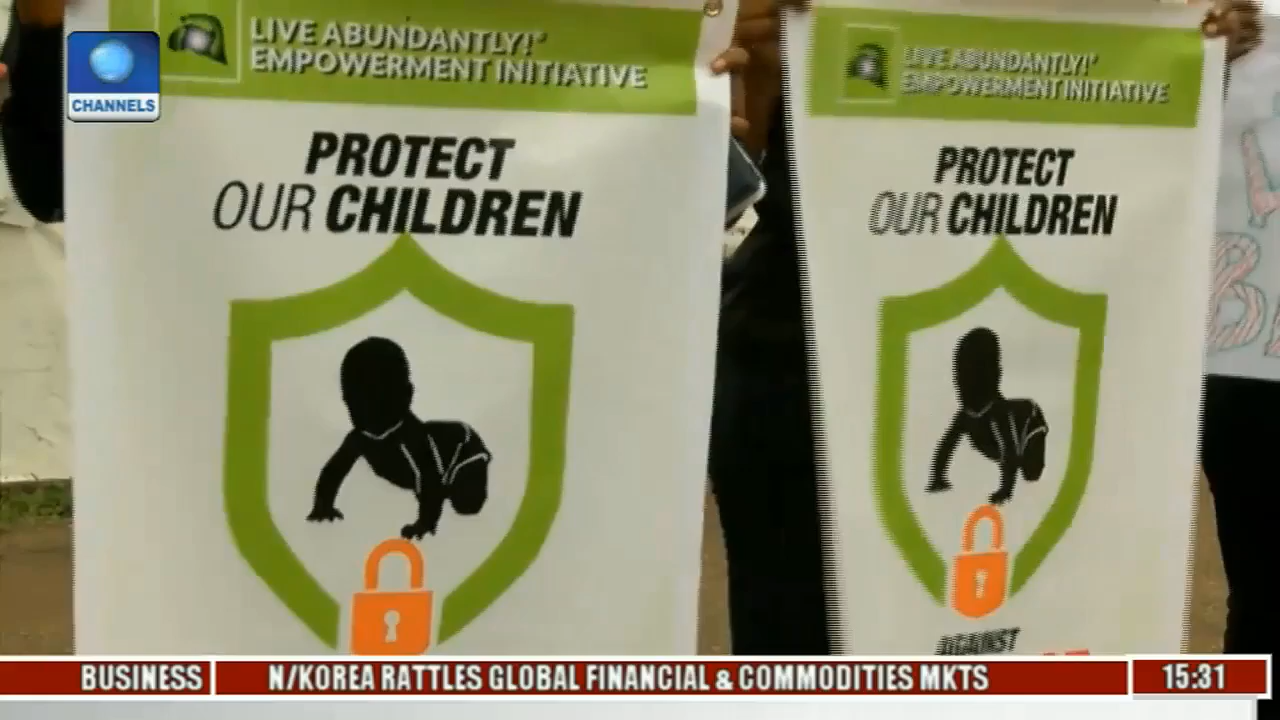 CHANNELS
LIVE ABUNDANTLY!®
EMPOWERMENT INITIATIVE
PROTECT
OUR CHILDREN
LIVE ABUNDANTLY!®
EMPOWERMENT INITIATIVE
PROTECT
OUR CHILDREN
AGAINST
BUSINESS N/KOREA RATTLES GLOBAL FINANCIAL & COMMODITIES MKTS 15:31